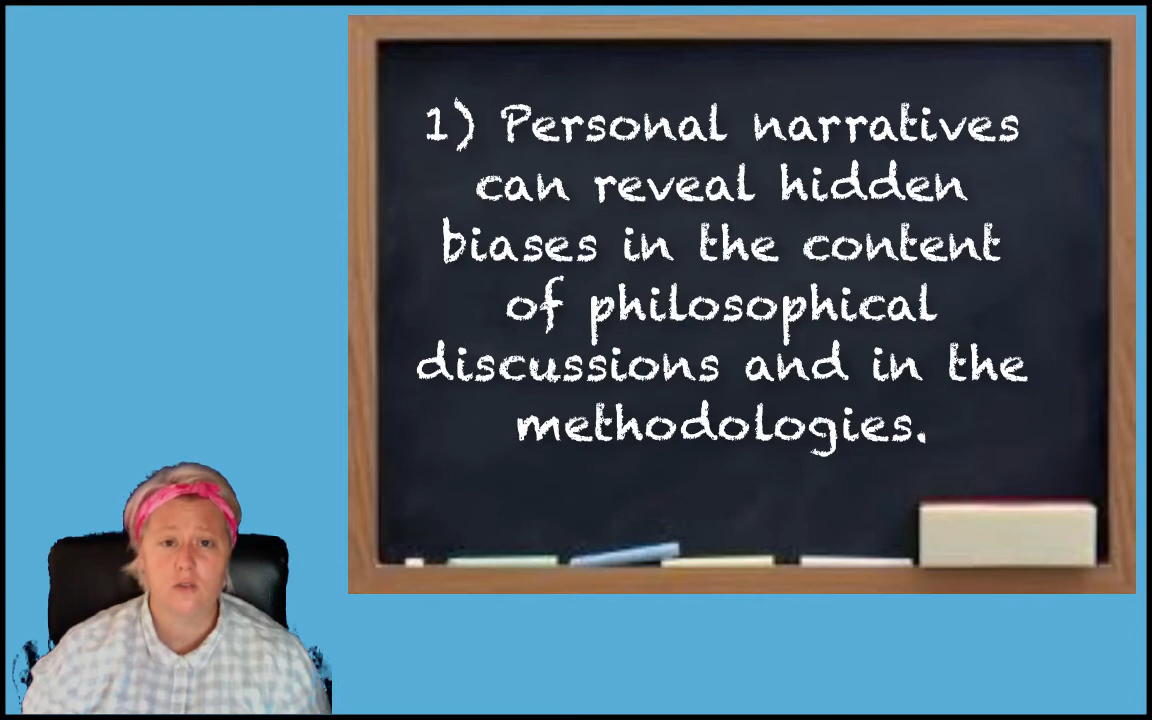 1) Personal narratives
can reveal hidden
biases in the content
of philosophical
discussions and in the
methodologies.